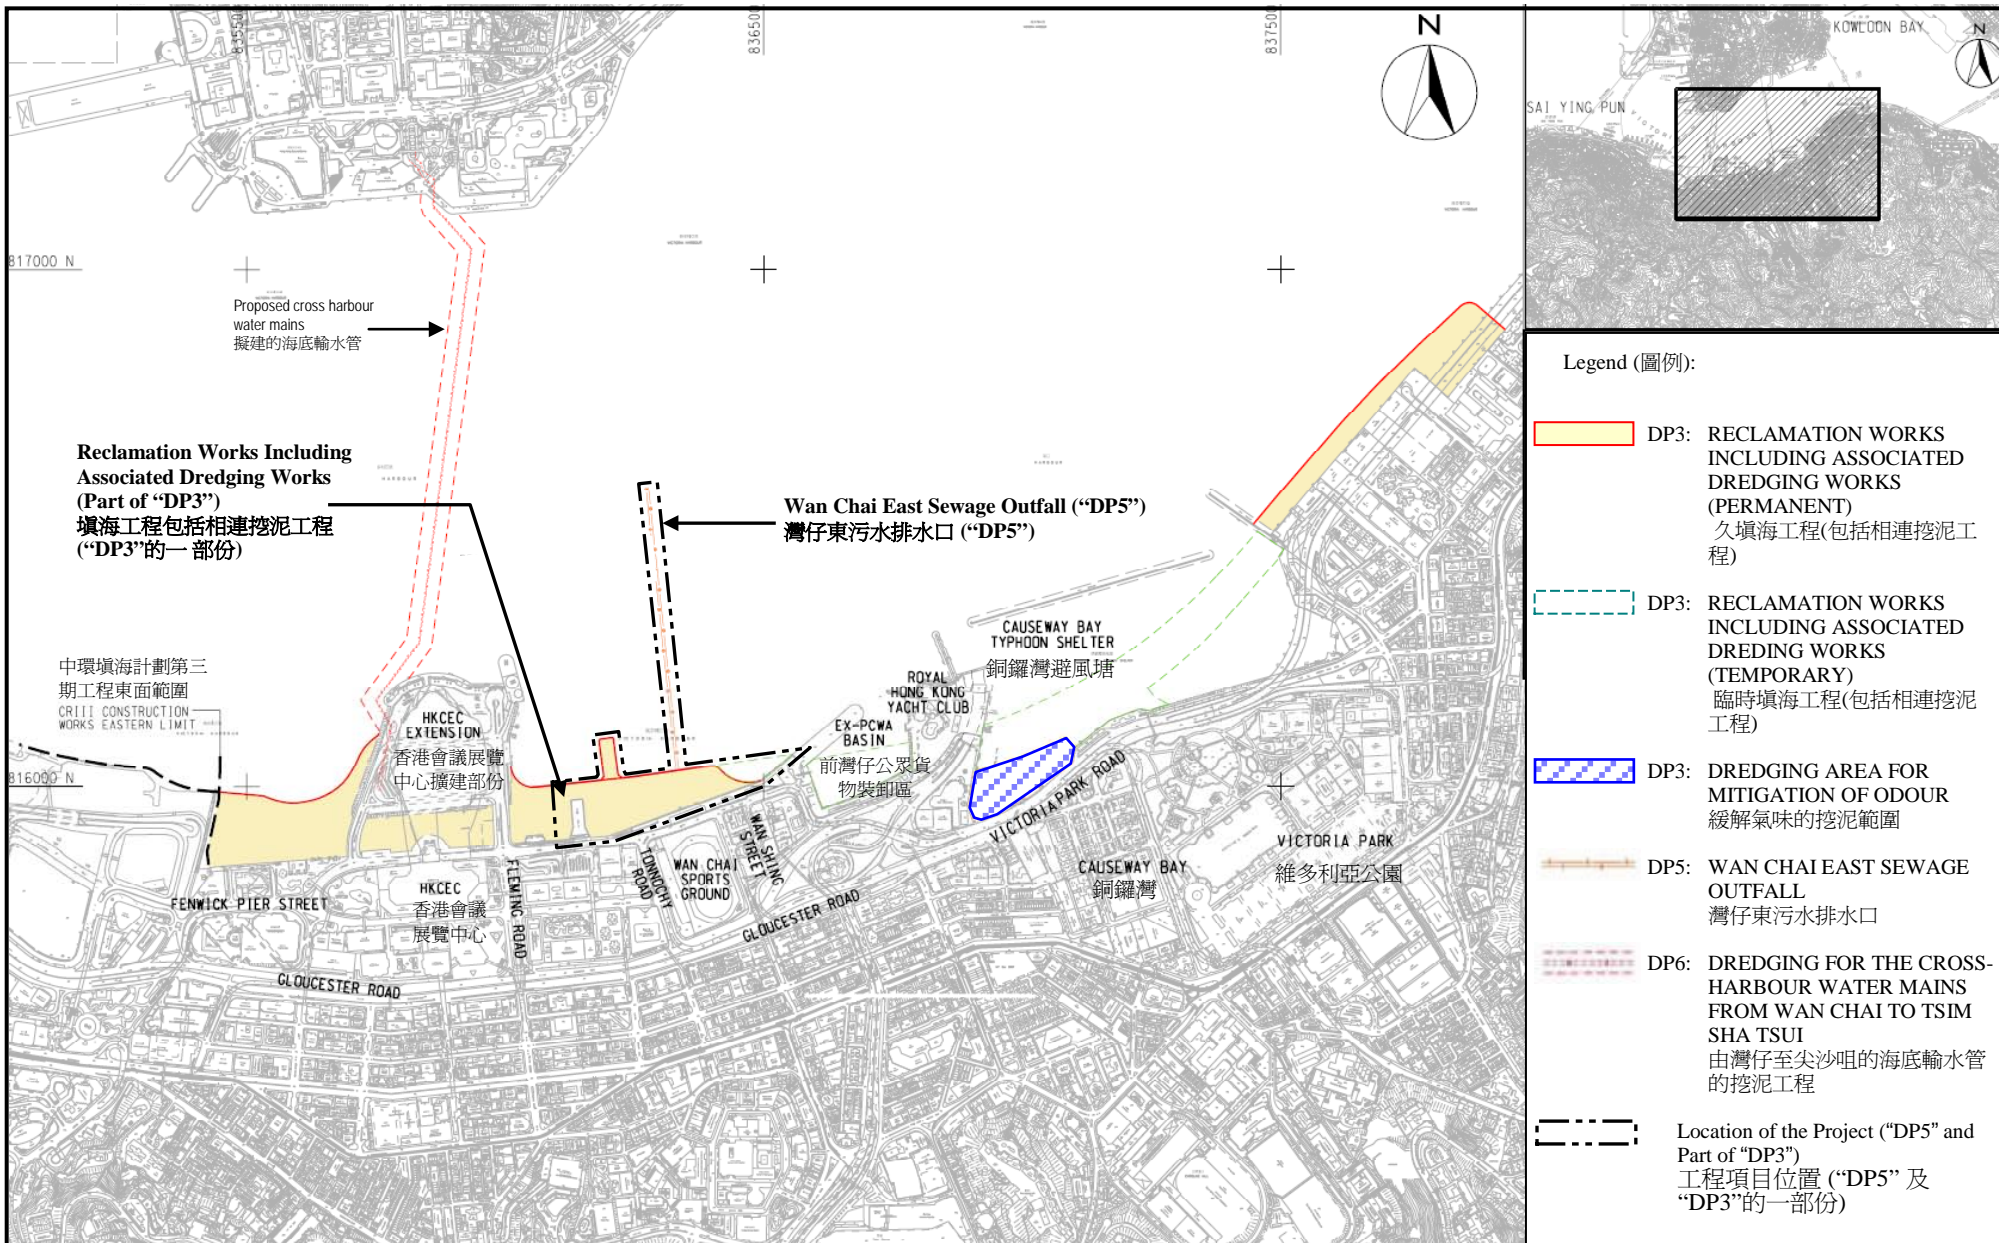 835500
836500
837500
N
817000 N
816000 N
Proposed cross harbour
water mains
擬建的海底輸水管
Reclamation Works Including
Associated Dredging Works
(Part of “DP3”)
填海工程包括相連挖泥工程
(“DP3”的一 部份)
Wan Chai East Sewage Outfall (“DP5”)
灣仔東污水排水口 (“DP5”)
中環填海計劃第三
期工程東面範圍
CRIII CONSTRUCTION
WORKS EASTERN LIMIT
HKCEC
EXTENSION
香港會議展覽
中心擴建部份
EX-PCWA
BASIN
前灣仔公眾貨
物裝卸區
ROYAL
HONG KONG
YACHT CLUB
CAUSEWAY BAY
TYPHOON SHELTER
銅鑼灣避風塘
VICTORIA PARK ROAD
VICTORIA PARK
維多利亞公園
CAUSEWAY BAY
銅鑼灣
WAN SHING
STREET
TONNOCHY
ROAD
WAN CHAI
SPORTS
GROUND
FLEMING ROAD
HKCEC
香港會議
展覽中心
FENWICK PIER STREET
GLOUCESTER ROAD
GLOUCESTER ROAD
KOWLOON BAY
N
SAI YING PUN
Legend (圖例):
DP3: RECLAMATION WORKS
INCLUDING ASSOCIATED
DREDGING WORKS
(PERMANENT)
久填海工程(包括相連挖泥工
程)
DP3: RECLAMATION WORKS
INCLUDING ASSOCIATED
DREDING WORKS
(TEMPORARY)
臨時填海工程(包括相連挖泥
工程)
DP3: DREDGING AREA FOR
MITIGATION OF ODOUR
緩解氣味的挖泥範圍
DP5: WAN CHAI EAST SEWAGE
OUTFALL
灣仔東污水排水口
DP6: DREDGING FOR THE CROSS-
HARBOUR WATER MAINS
FROM WAN CHAI TO TSIM
SHA TSUI
由灣仔至尖沙咀的海底輸水管
的挖泥工程
Location of the Project (“DP5” and
Part of “DP3”)
工程項目位置 (“DP5” 及
“DP3”的一部份)